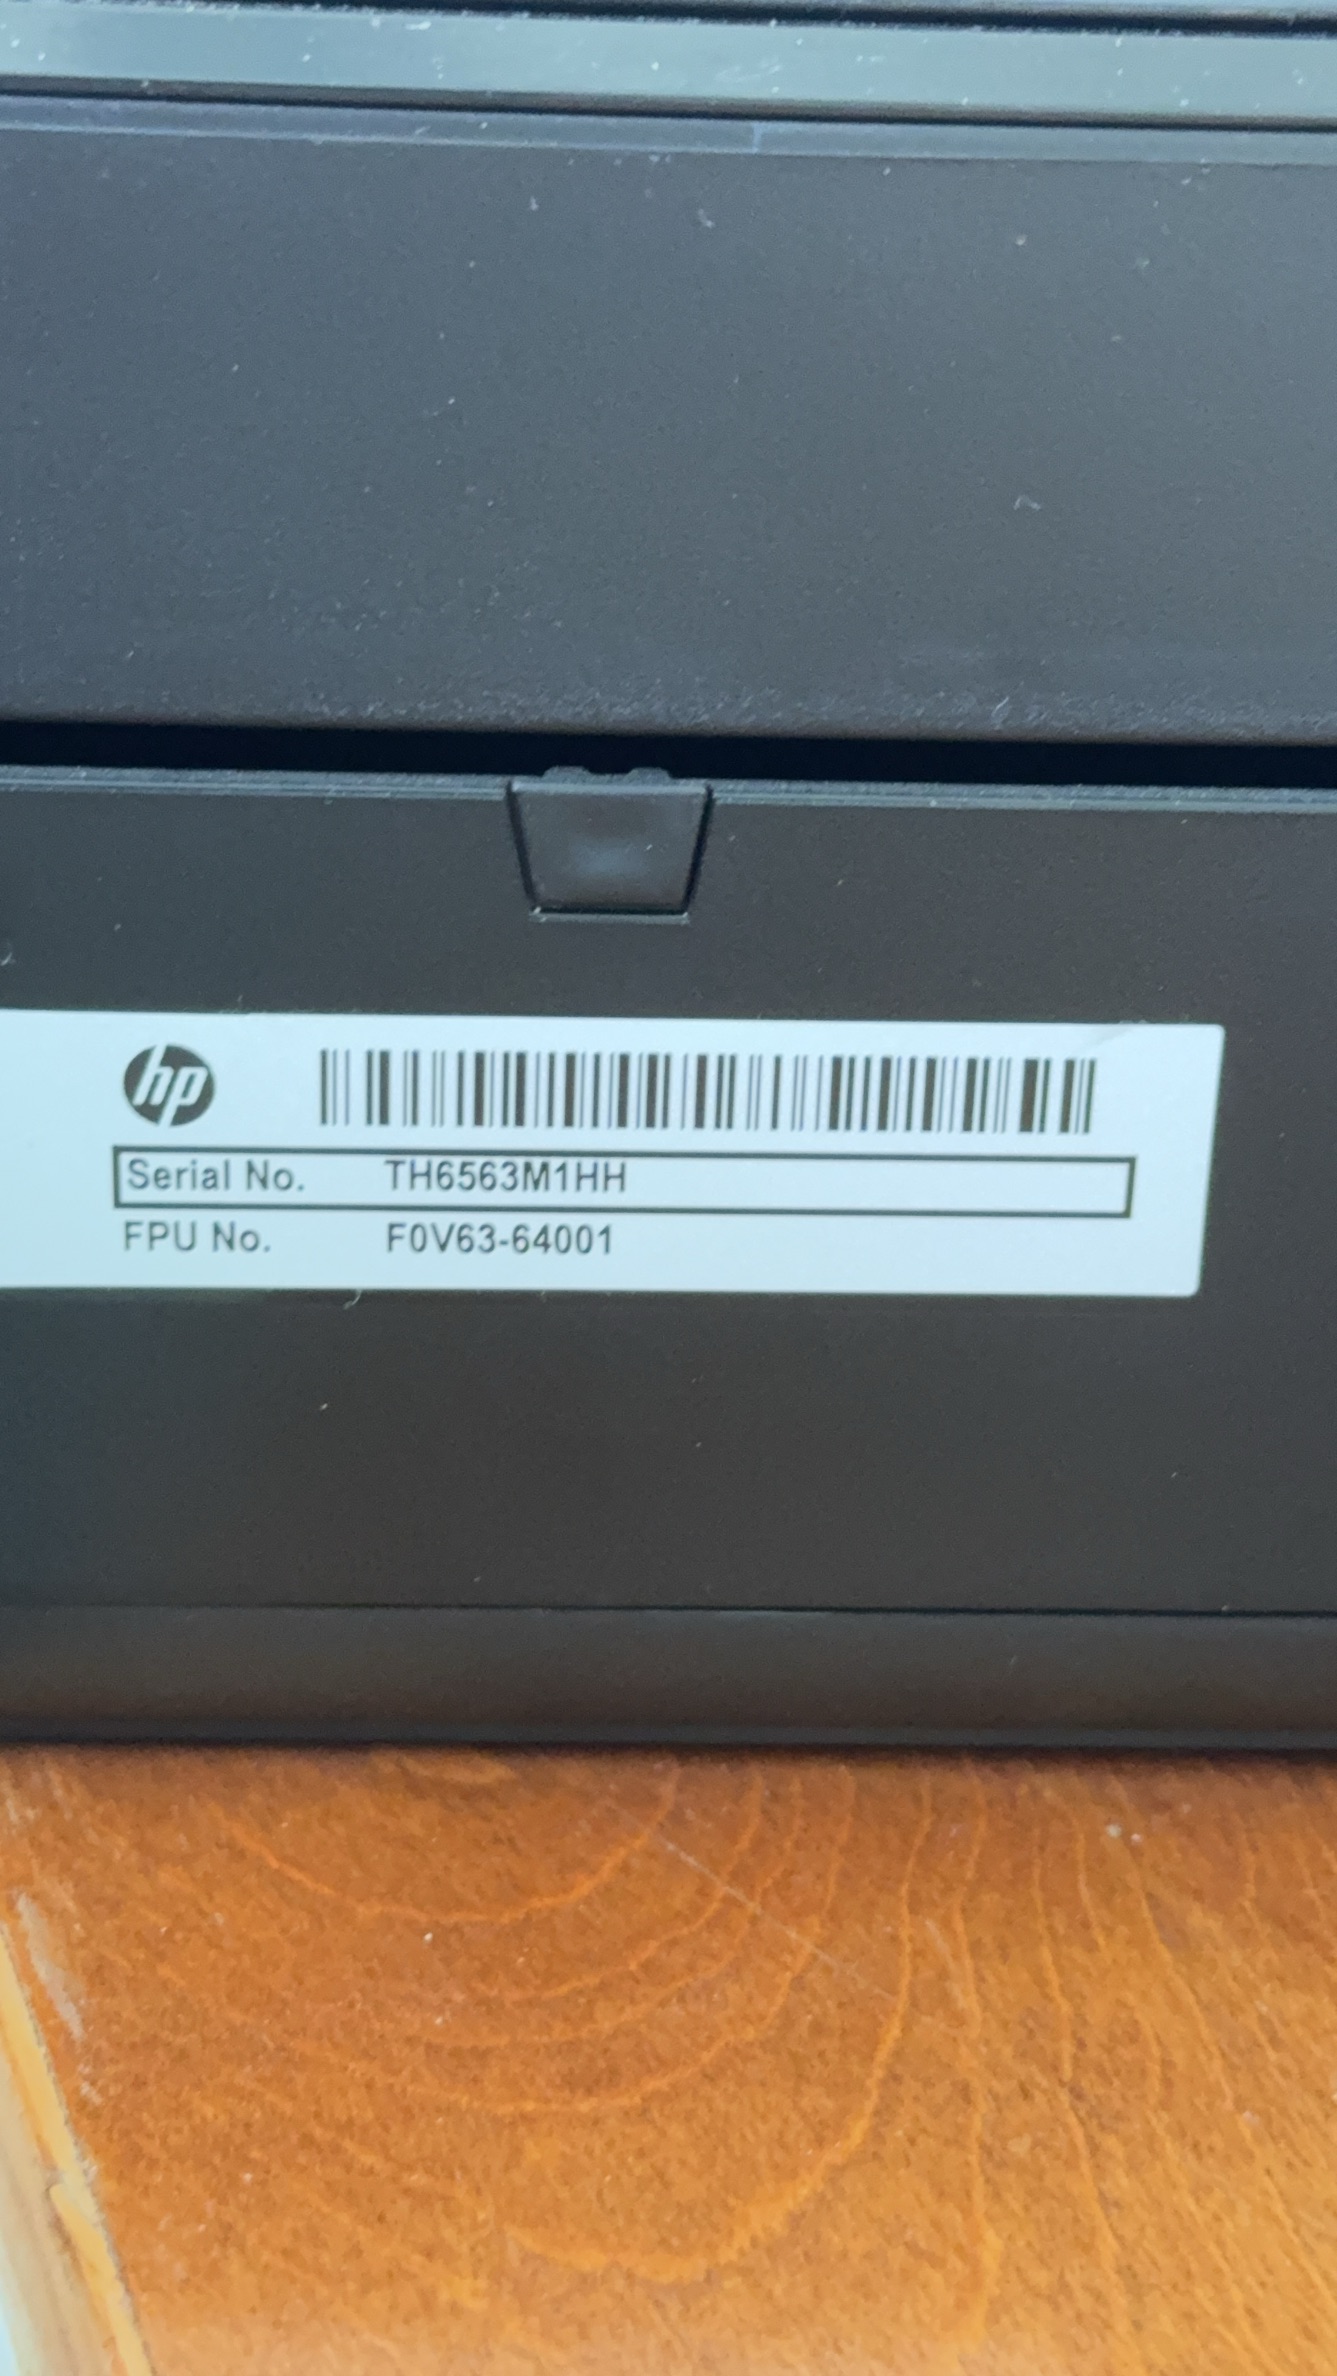 hp
Serial No. TH6563M1HH
FPU No. F0V63-64001